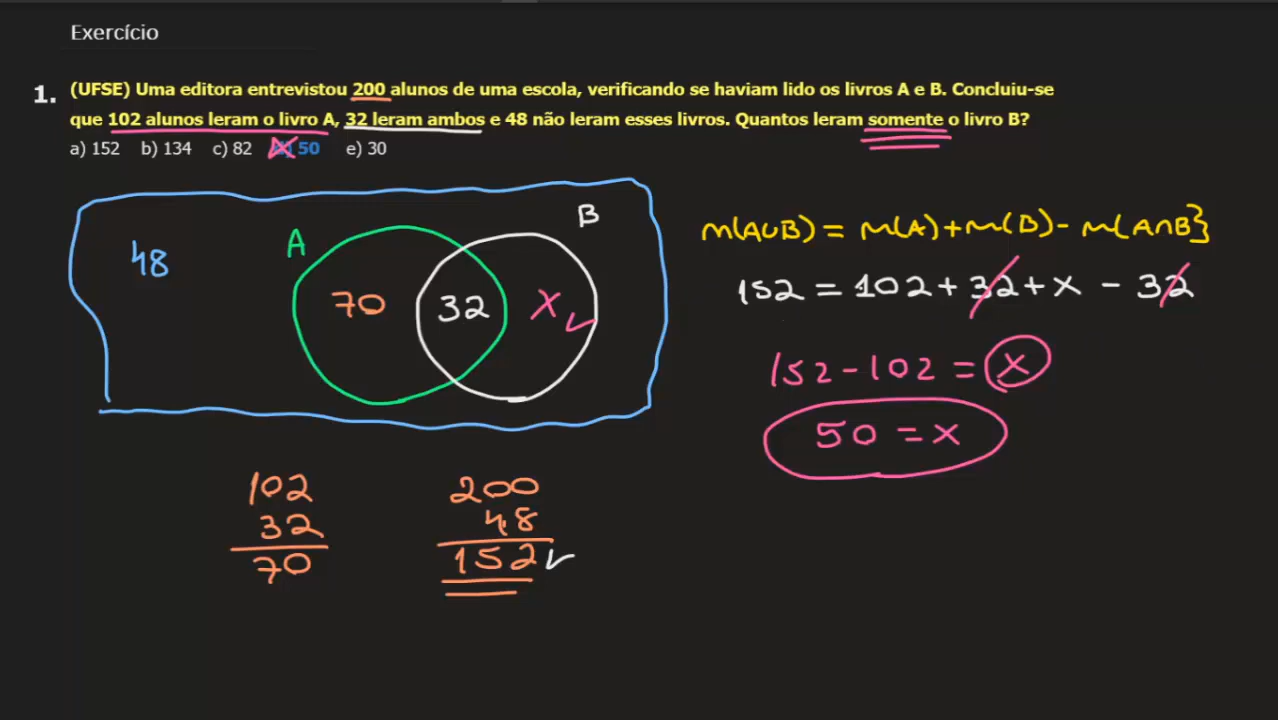 Exercício
1. (UFSE) Uma editora entrevistou 200 alunos de uma escola, verificando se haviam lido os livros A e B. Concluiu-se
que 102 alunos leram o livro A, 32 leram ambos e 48 não leram esses livros. Quantos leram somente o livro B?
a) 152 b) 134 c) 82 50 e) 30
48
A
B
70
32
x
n(A∪B) = n(A)+n(B)- n(A∩B}
152 = 102 + 32 + x - 32
152 - 102 = x
50 = x
102
32
70
200
48
152